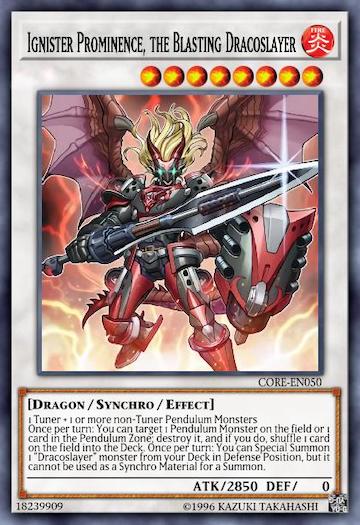 IGNISTER PROMINENCE, THE BLASTING DRACOSLAYER
FIRE
炎
CORE-EN050
[DRAGON / SYNCHRO / EFFECT]
1 Tuner + 1 or more non-Tuner Pendulum Monsters
Once per turn: You can target 1 Pendulum Monster on the field or 1
card in the Pendulum Zone; destroy it, and if you do, shuffle 1 card
on the field into the Deck. Once per turn: You can Special Summon
1 "Dracoslayer" monster from your Deck in Defense Position, but it
cannot be used as a Synchro Material for a Summon.
ATK/2850 DEF/ 0
18239909 ©1996 KAZUKI TAKAHASHI